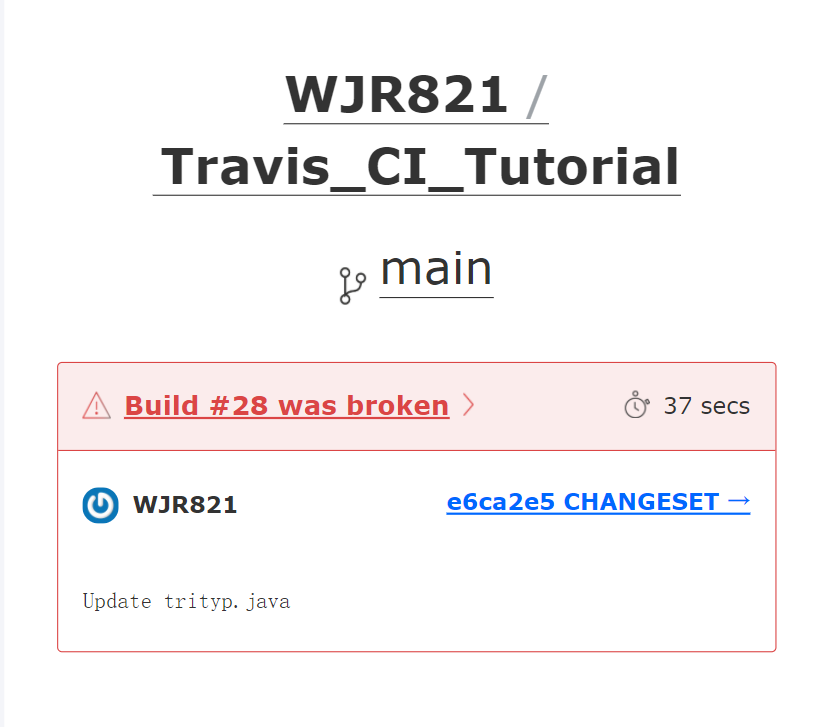 WJR821 /
Travis_CI_Tutorial
main
Build #28 was broken
37 secs
WJR821
e6ca2e5 CHANGESET →
Update trityp.java